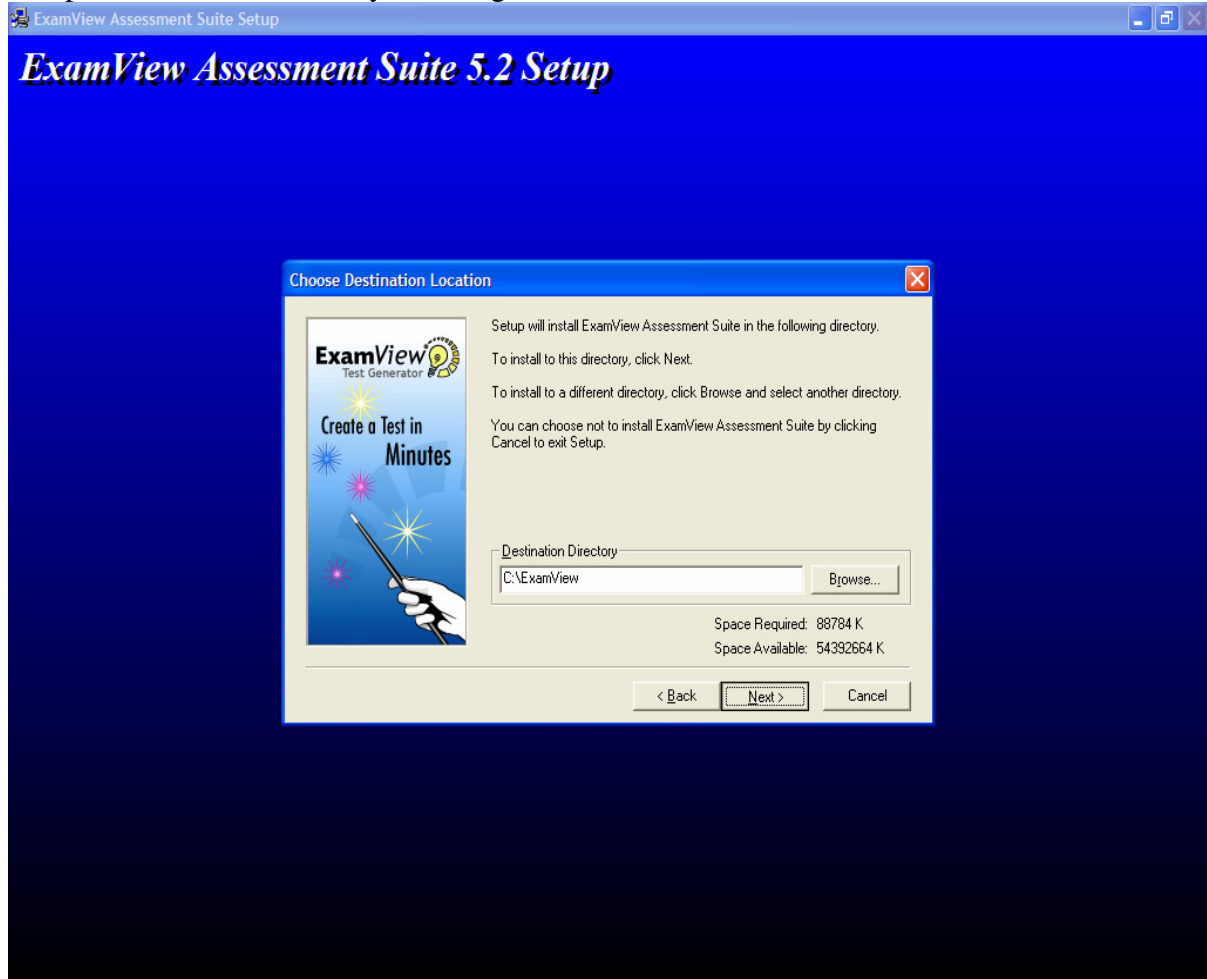 ExamView Assessment Suite Setup
ExamView Assessment Suite 5.2 Setup
Choose Destination Location
ExamView
Test Generator
Create a Test in
Minutes
Setup will install ExamView Assessment Suite in the following directory.
To install to this directory, click Next.
To install to a different directory, click Browse and select another directory.
You can choose not to install ExamView Assessment Suite by clicking
Cancel to exit Setup.
Destination Directory
C:\ExamView
Browse...
Space Required: 88784 K
Space Available: 54392664 K
< Back Next > Cancel